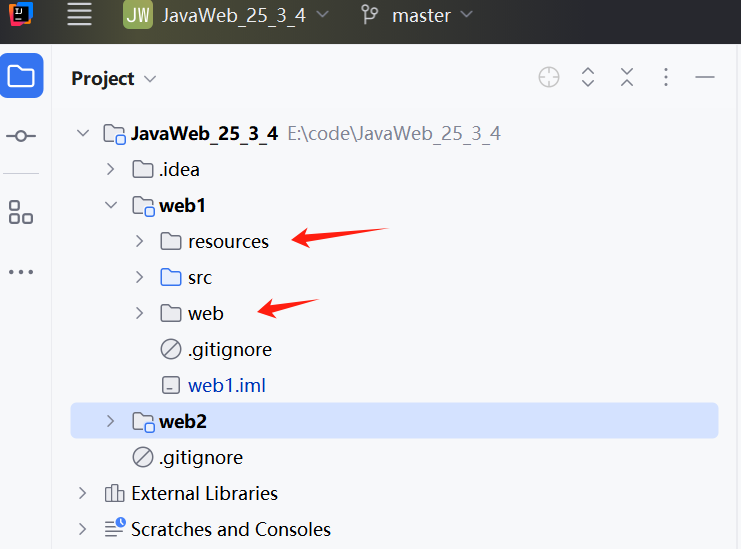 JW JavaWeb_25_3_4 master
Project
JavaWeb_25_3_4 E:\code\JavaWeb_25_3_4
.idea
web1
resources
src
web
.gitignore
web1.iml
web2
.gitignore
External Libraries
Scratches and Consoles